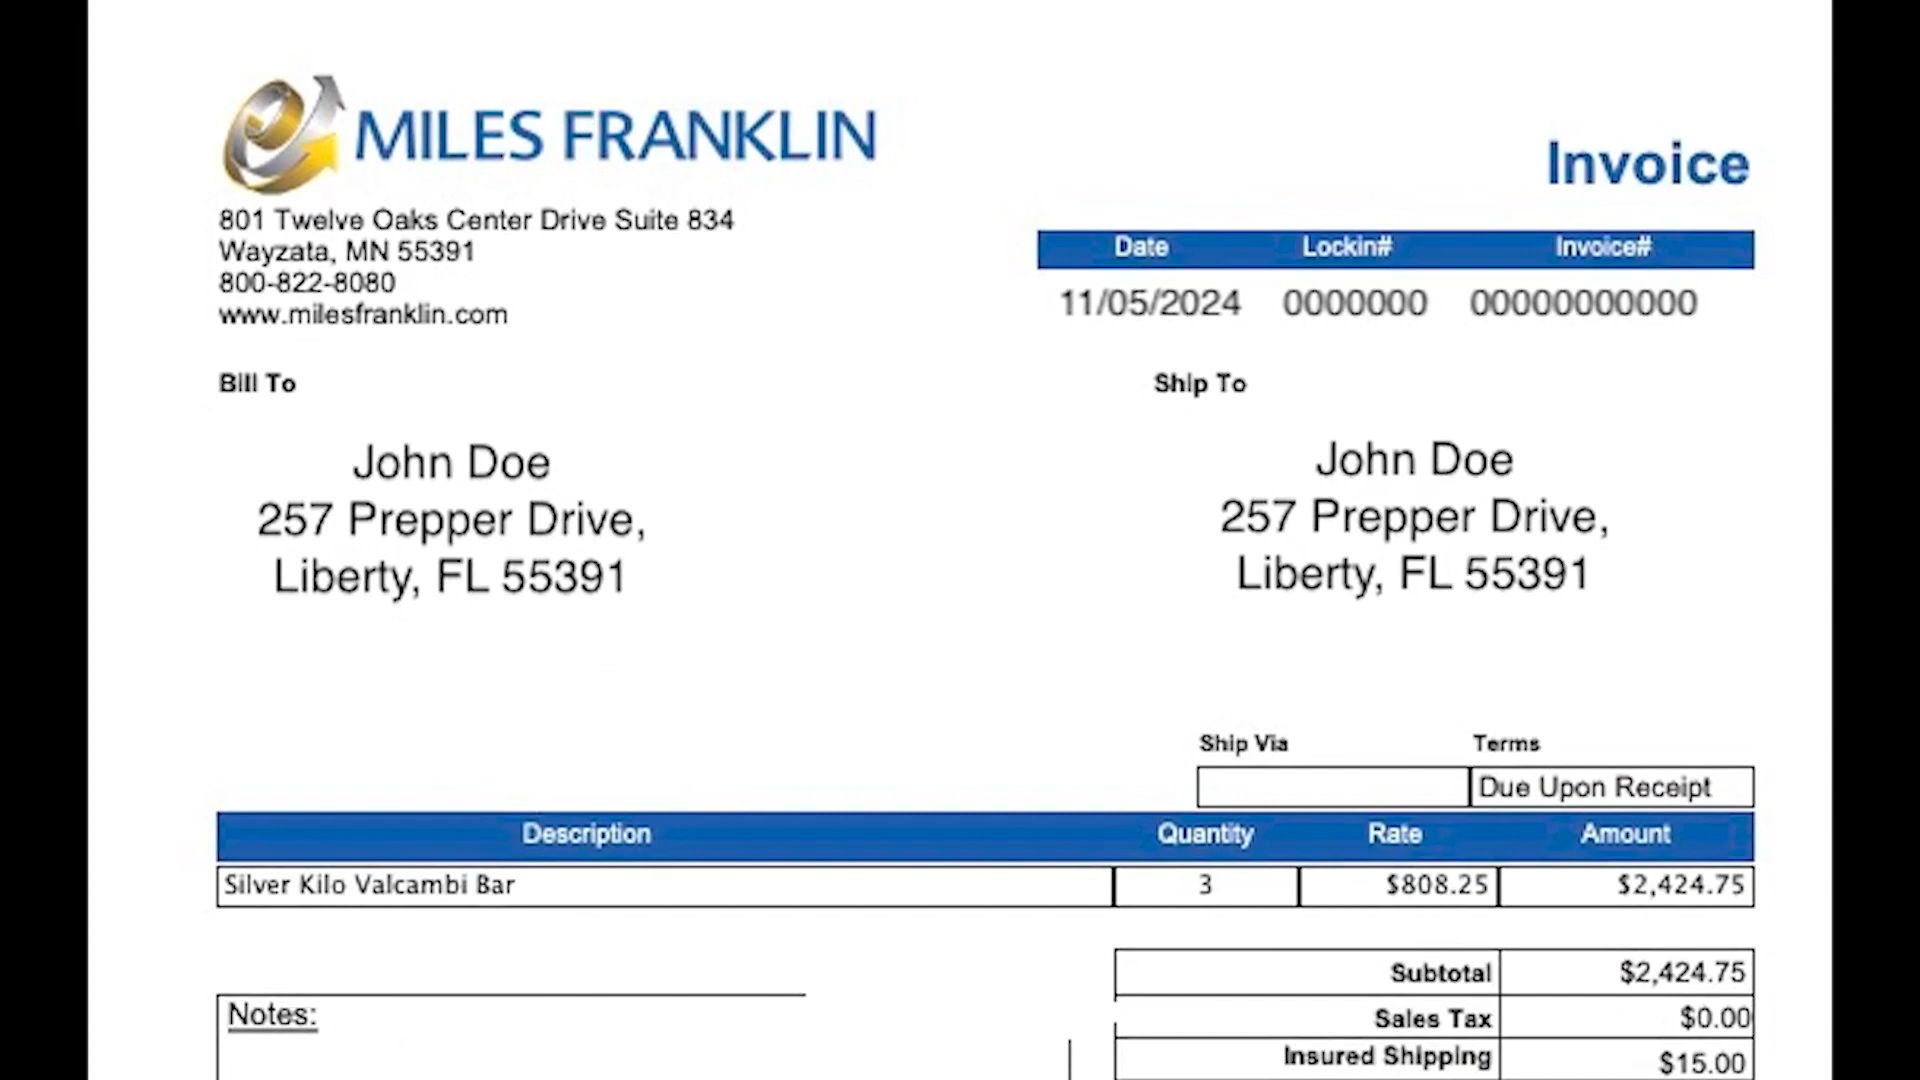 MILES FRANKLIN
Invoice
801 Twelve Oaks Center Drive Suite 834
Wayzata, MN 55391
800-822-8080
www.milesfranklin.com
Date Lockin# Invoice#
11/05/2024 0000000 00000000000
Bill To
Ship To
John Doe
257 Prepper Drive,
Liberty, FL 55391
John Doe
257 Prepper Drive,
Liberty, FL 55391
Ship Via Terms
Due Upon Receipt
Description Quantity Rate Amount
Silver Kilo Valcambi Bar 3 $808.25 $2,424.75
Subtotal $2,424.75
Notes:
Sales Tax $0.00
Insured Shipping $15.00